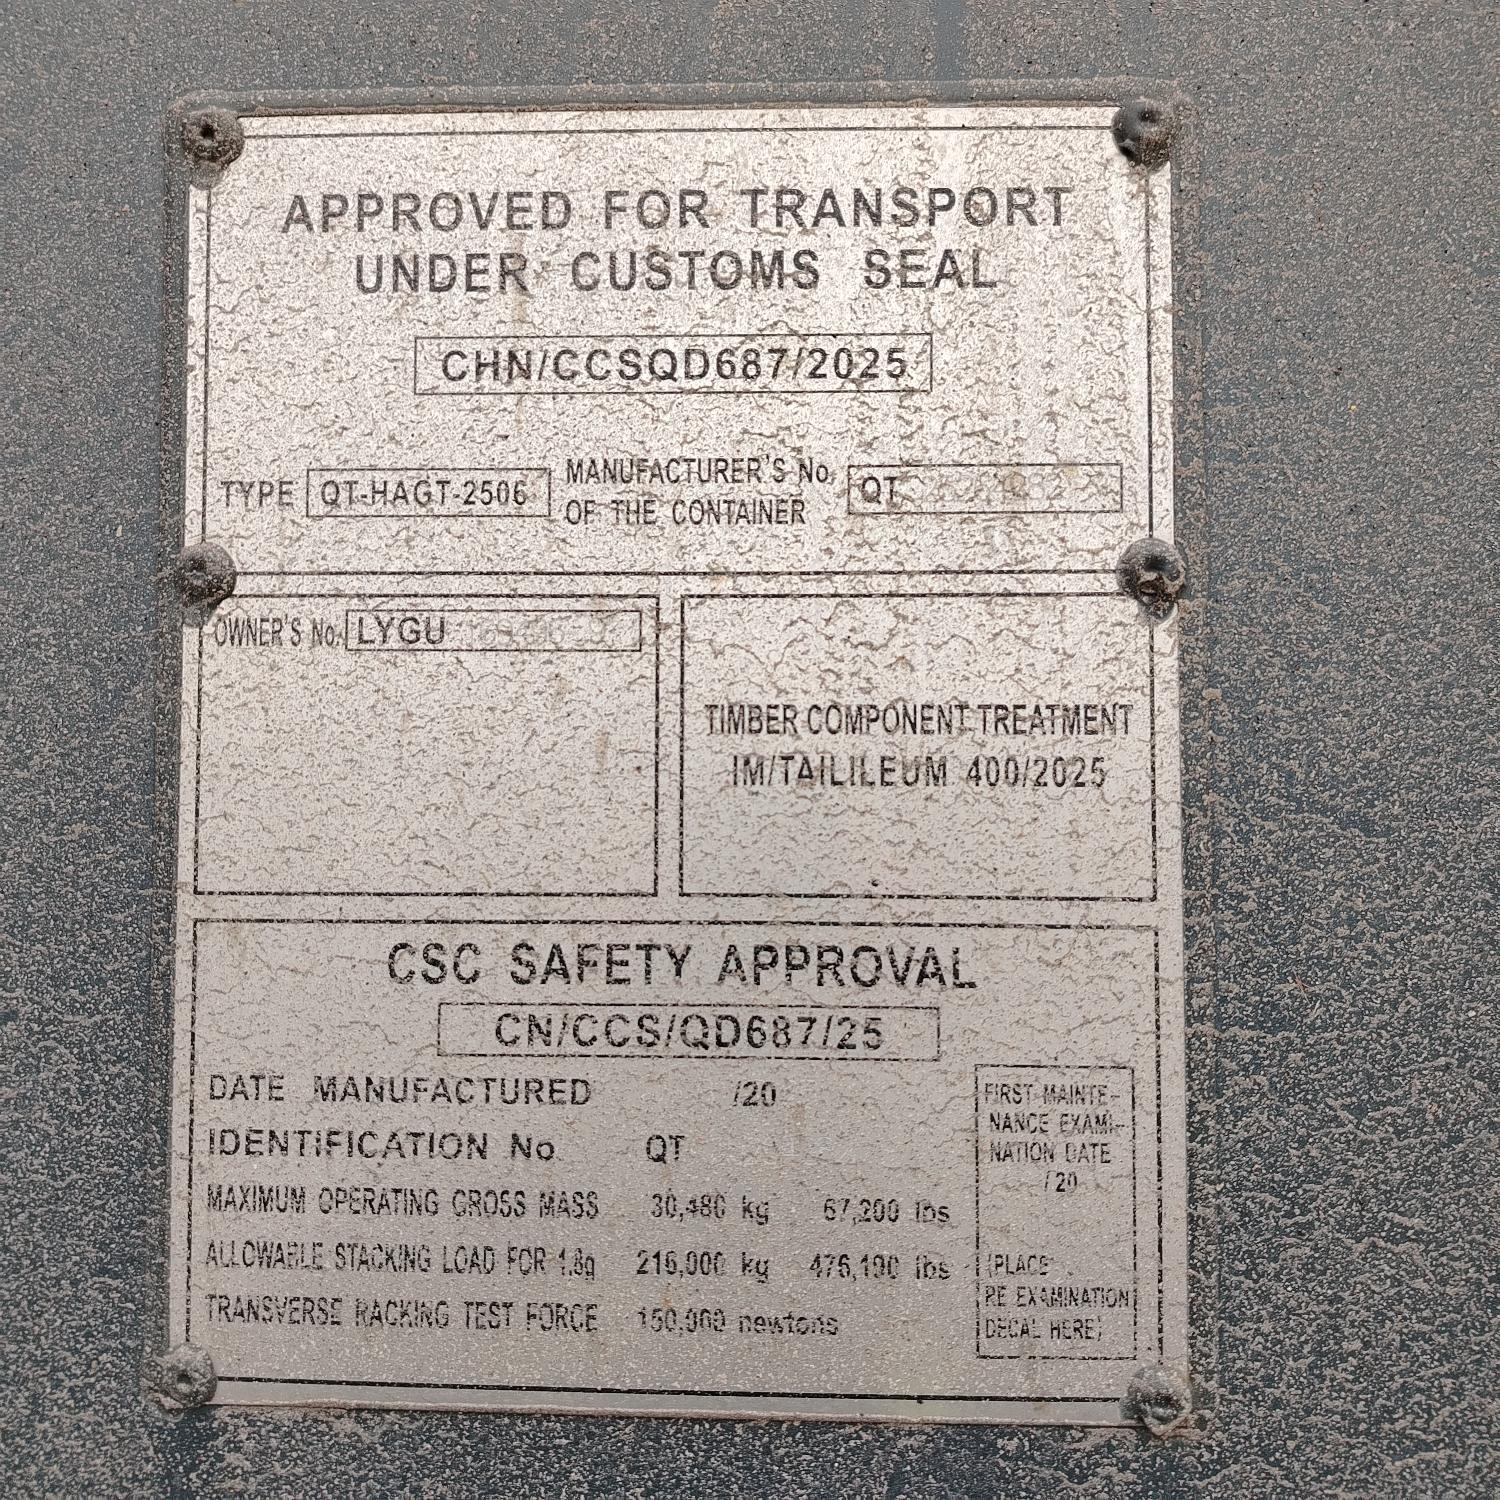 APPROVED FOR TRANSPORT
UNDER CUSTOMS SEAL
CHN/CCSQD687/2025
TYPE QT-HAGT-2506
MANUFACTURER'S No.
OF THE CONTAINER
QT
OWNER'S No. LYGU
TIMBER COMPONENT TREATMENT
IM/TAILILEUM 400/2025
CSC SAFETY APPROVAL
CN/CCS/QD687/25
DATE MANUFACTURED /20
IDENTIFICATION No. QT
MAXIMUM OPERATING GROSS MASS 30,480 kg 67,200 lbs
ALLOWABLE STACKING LOAD FOR 1.8g 216,000 kg 476,190 lbs
TRANSVERSE RACKING TEST FORCE 150,000 newtons
FIRST MAINTE-
NANCE EXAMI-
NATION DATE
/20
(PLACE
RE EXAMINATION
DECAL HERE)